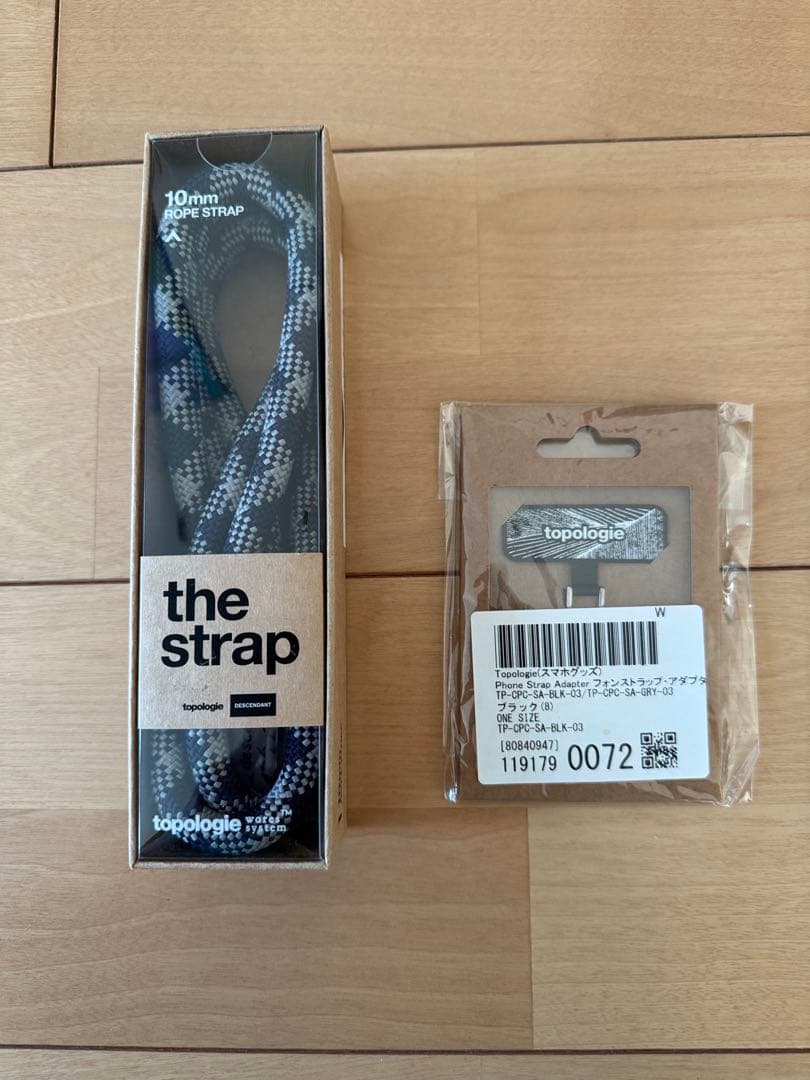 10mm
ROPE STRAP
the
strap
topologie
DESCENDANT
topologie wares
system™
topologie
W
Topologie(スマホグッズ)
Phone Strap Adapter フォンストラップ・アダプタ
TP-CPC-SA-BLK-03/TP-CPC-SA-GRY-03
ブラック(8)
ONE SIZE
TP-CPC-SA-BLK-03
[80840947]
119179 0072